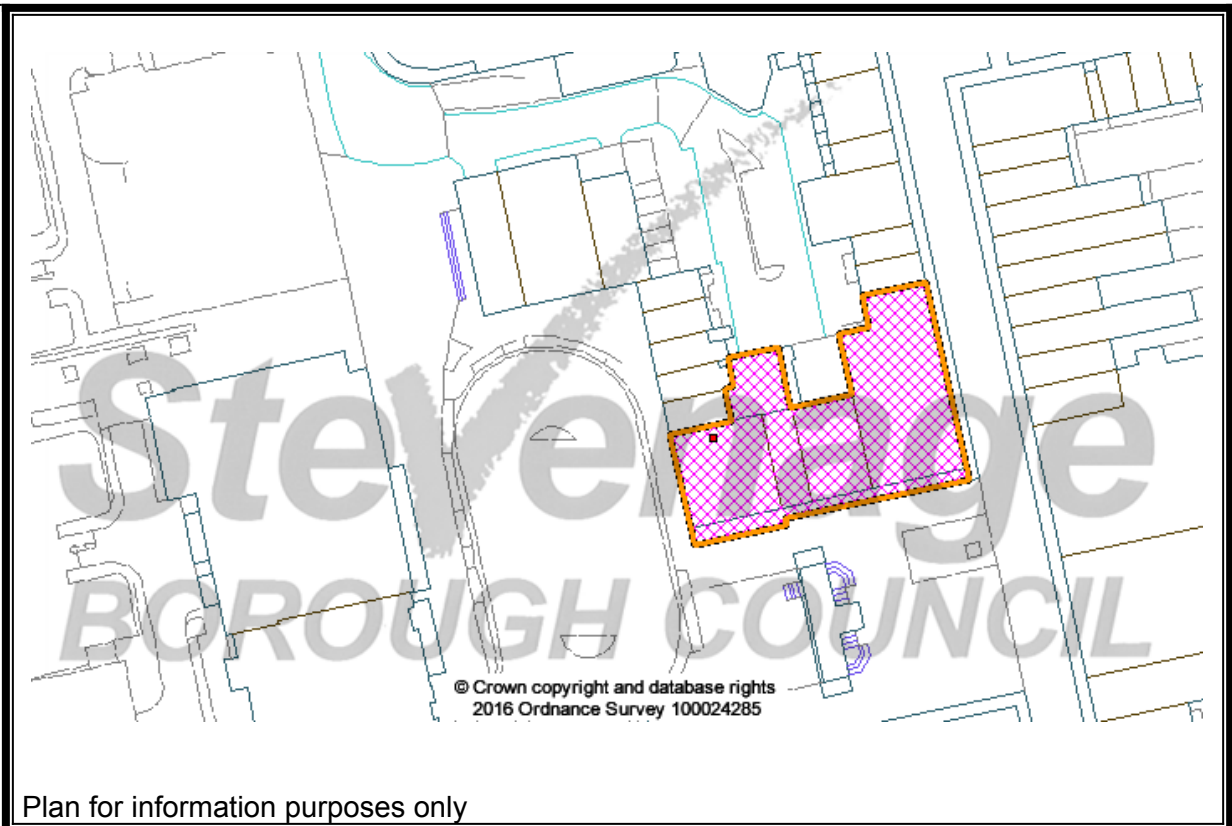 Stevenage
BOROUGH COUNCIL
© Crown copyright and database rights
2016 Ordnance Survey 100024285
Plan for information purposes only